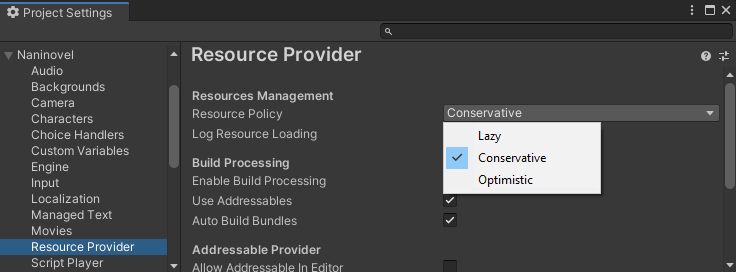 Project Settings
Naninovel
Audio
Backgrounds
Camera
Characters
Choice Handlers
Custom Variables
Engine
Input
Localization
Managed Text
Movies
Resource Provider
Script Player
Resource Provider
Resources Management
Resource Policy Conservative
Log Resource Loading
Lazy
Conservative
Optimistic
Build Processing
Enable Build Processing
Use Addressables
Auto Build Bundles
Addressable Provider
Allow Addressable In Editor